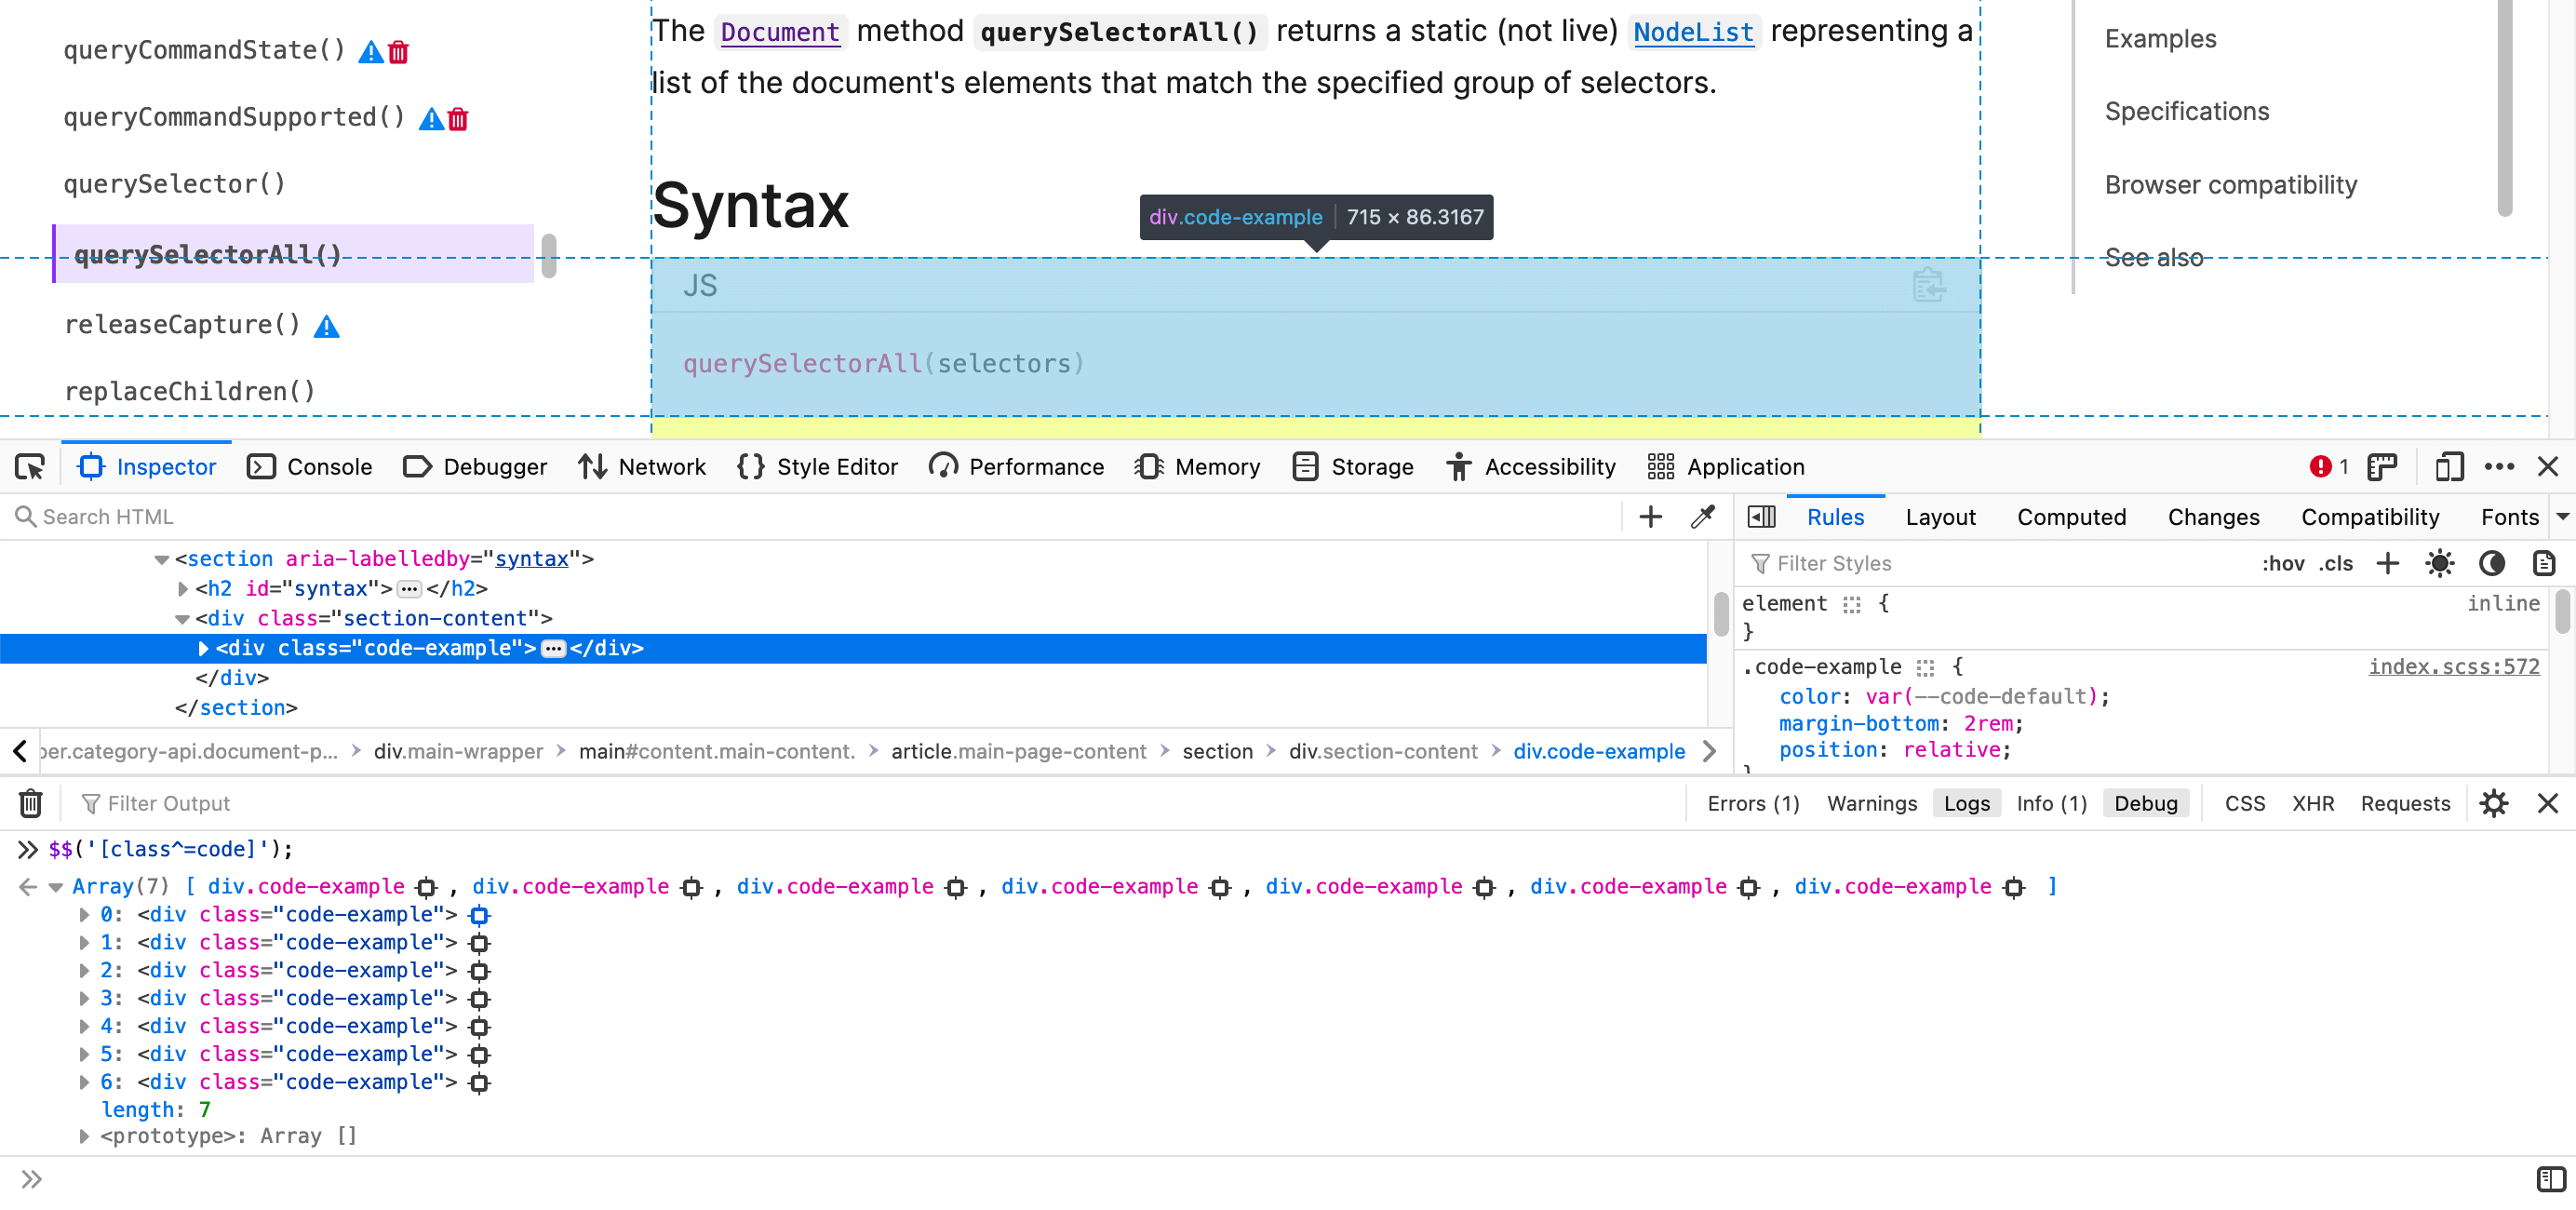 queryCommandState()
queryCommandSupported()
querySelector()
querySelectorAll()
releaseCapture()
replaceChildren()
The Document method querySelectorAll() returns a static (not live) NodeList representing a
list of the document's elements that match the specified group of selectors.
Syntax
div.code-example 715 × 86.3167
JS
querySelectorAll(selectors)
Examples
Specifications
Browser compatibility
See also
Inspector Console Debugger Network Style Editor Performance Memory Storage Accessibility Application 1
Search HTML
<section aria-labelledby="syntax">
<h2 id="syntax"></h2>
<div class="section-content">
<div class="code-example"></div>
</div>
</section>
per.category-api.document-p... div.main-wrapper main#content.main-content. article.main-page-content section div.section-content div.code-example
Rules Layout Computed Changes Compatibility Fonts
Filter Styles :hov .cls
element { inline
}
.code-example { index.scss:572
color: var(--code-default);
margin-bottom: 2rem;
position: relative;
}
Filter Output Errors (1) Warnings Logs Info (1) Debug CSS XHR Requests
$$('[class^=code]');
Array(7) [ div.code-example , div.code-example , div.code-example , div.code-example , div.code-example , div.code-example , div.code-example ]
0: <div class="code-example">
1: <div class="code-example">
2: <div class="code-example">
3: <div class="code-example">
4: <div class="code-example">
5: <div class="code-example">
6: <div class="code-example">
length: 7
<prototype>: Array []